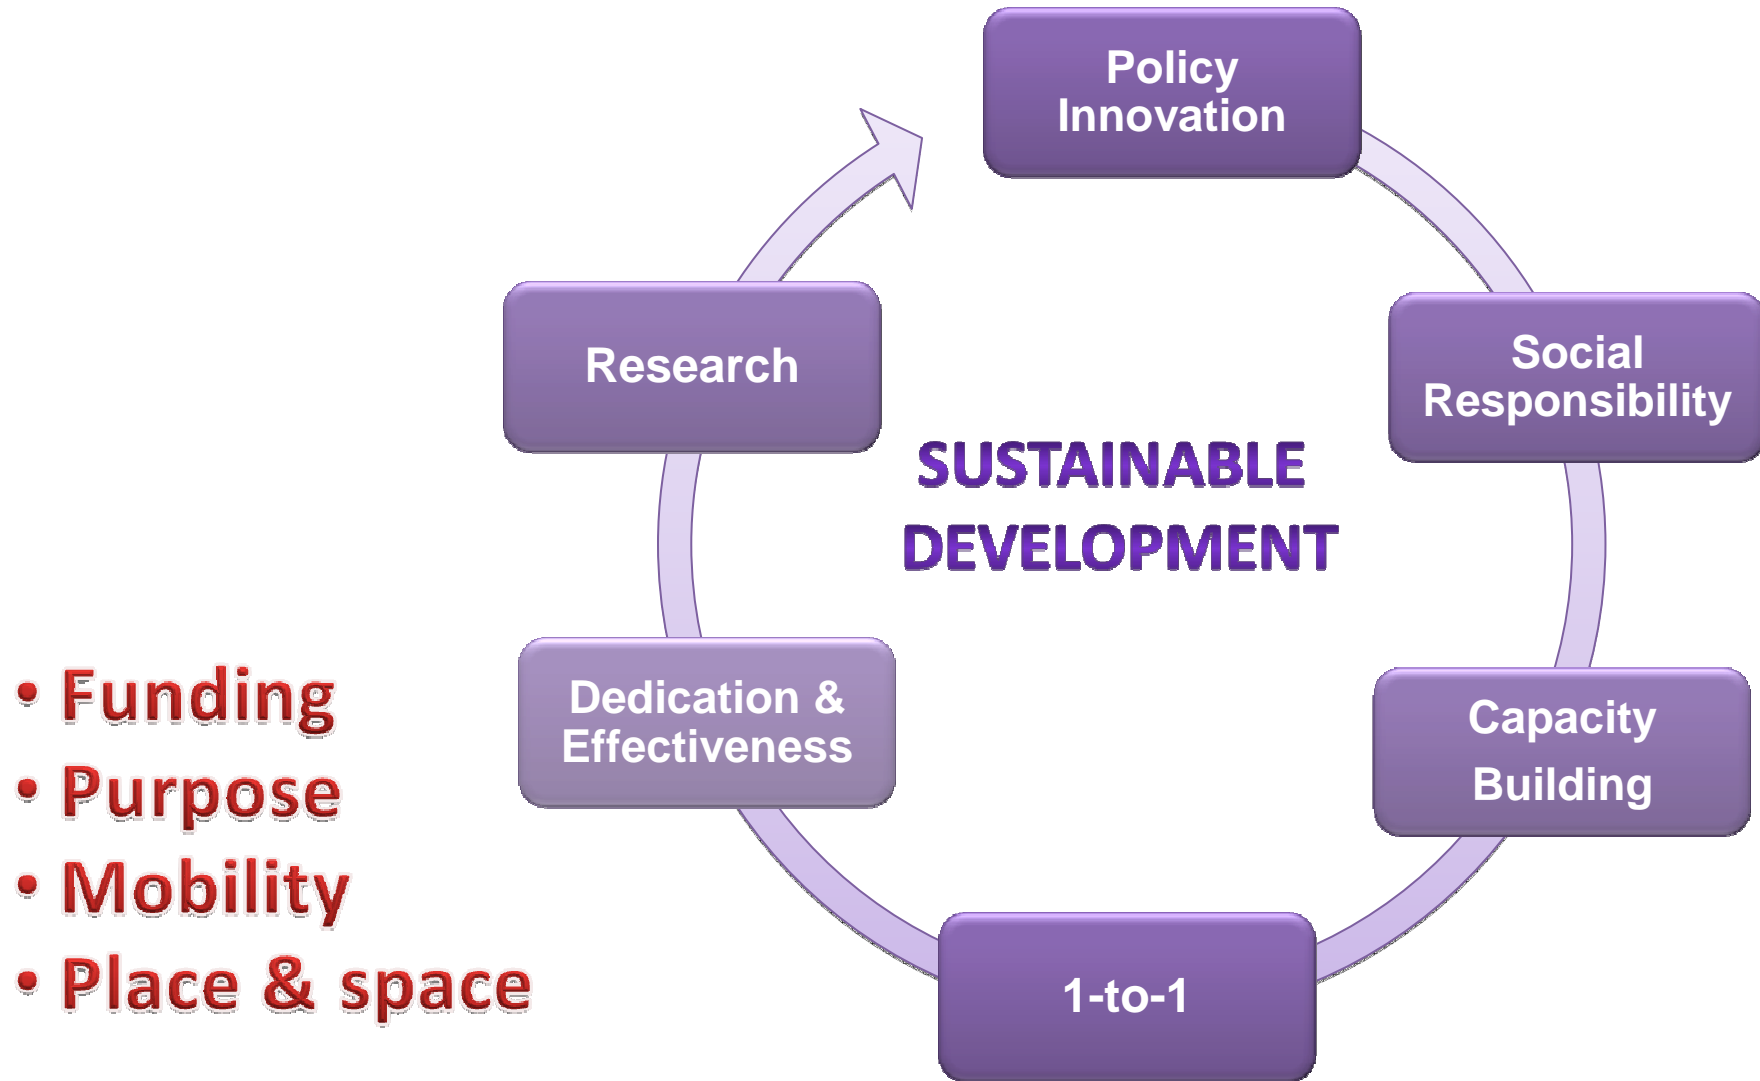 Policy
Innovation
Social
Responsibility
Capacity
Building
1-to-1
Dedication &
Effectiveness
Research
SUSTAINABLE
DEVELOPMENT
• Funding
• Purpose
• Mobility
• Place & space